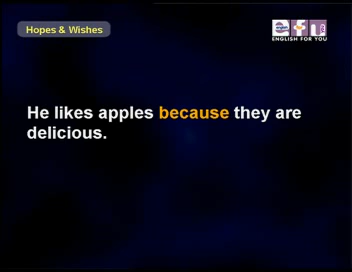 Hopes & Wishes
efu
ENGLISH FOR YOU
He likes apples because they are
delicious.